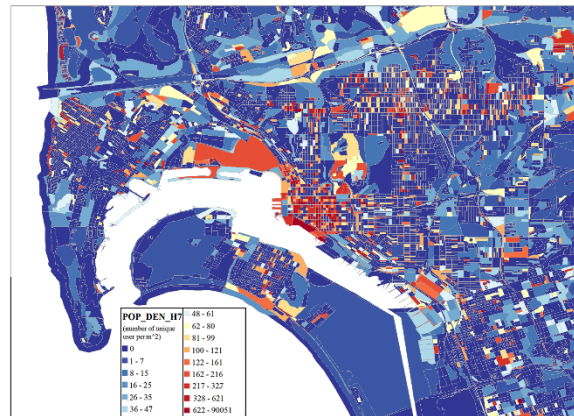 POP_DEN_H7
(number of unique
user per m^2)
0
1 - 7
8 - 15
16 - 25
26 - 35
36 - 47
48 - 61
62 - 80
81 - 99
100 - 121
122 - 161
162 - 216
217 - 327
328 - 621
622 - 90051